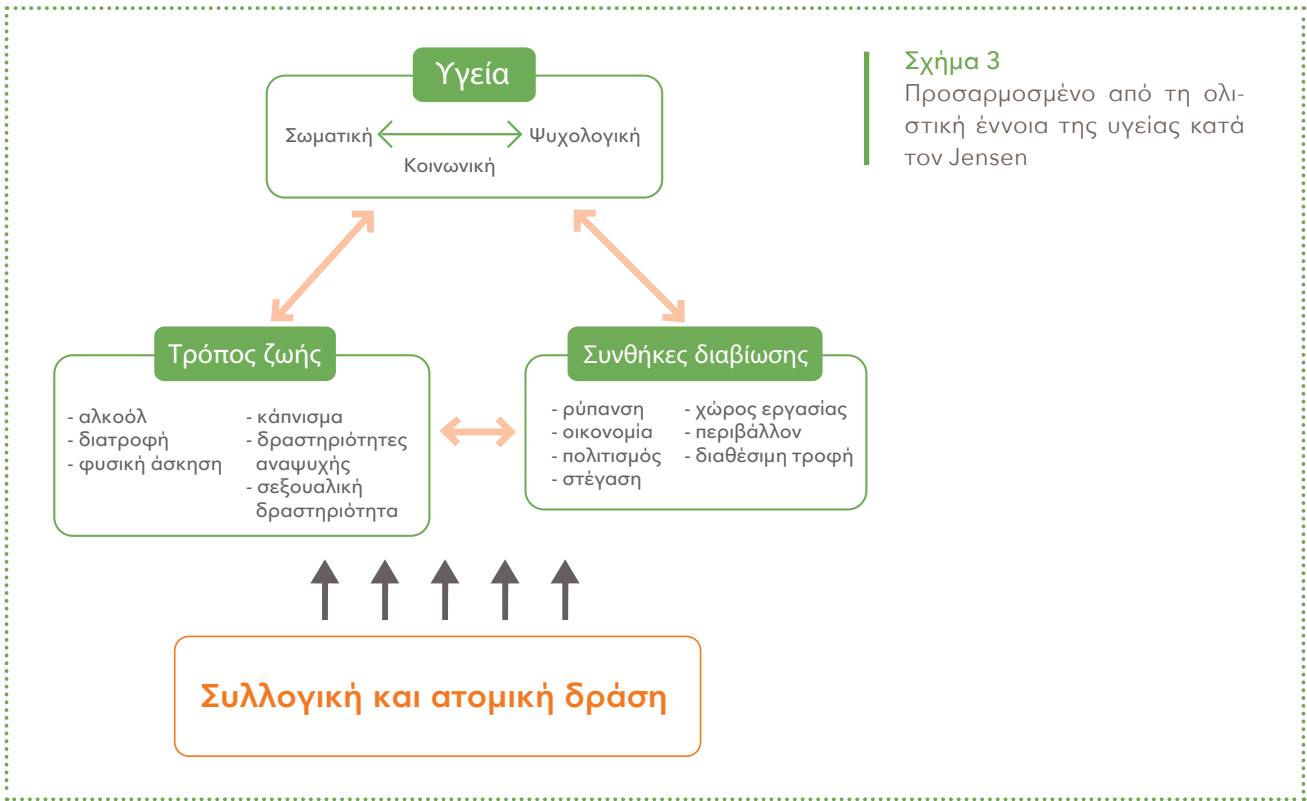 Υγεία
Σωματική Ψυχολογική
Κοινωνική
Σχήμα 3
Προσαρμοσμένο από τη ολι-
στική έννοια της υγείας κατά
τον Jensen
Τρόπος ζωής
- αλκοόλ
- διατροφή
- φυσική άσκηση
- κάπνισμα
- δραστηριότητες
αναψυχής
- σεξουαλική
δραστηριότητα
Συνθήκες διαβίωσης
- ρύπανση
- οικονομία
- πολιτισμός
- στέγαση
- χώρος εργασίας
- περιβάλλον
- διαθέσιμη τροφή
Συλλογική και ατομική δράση